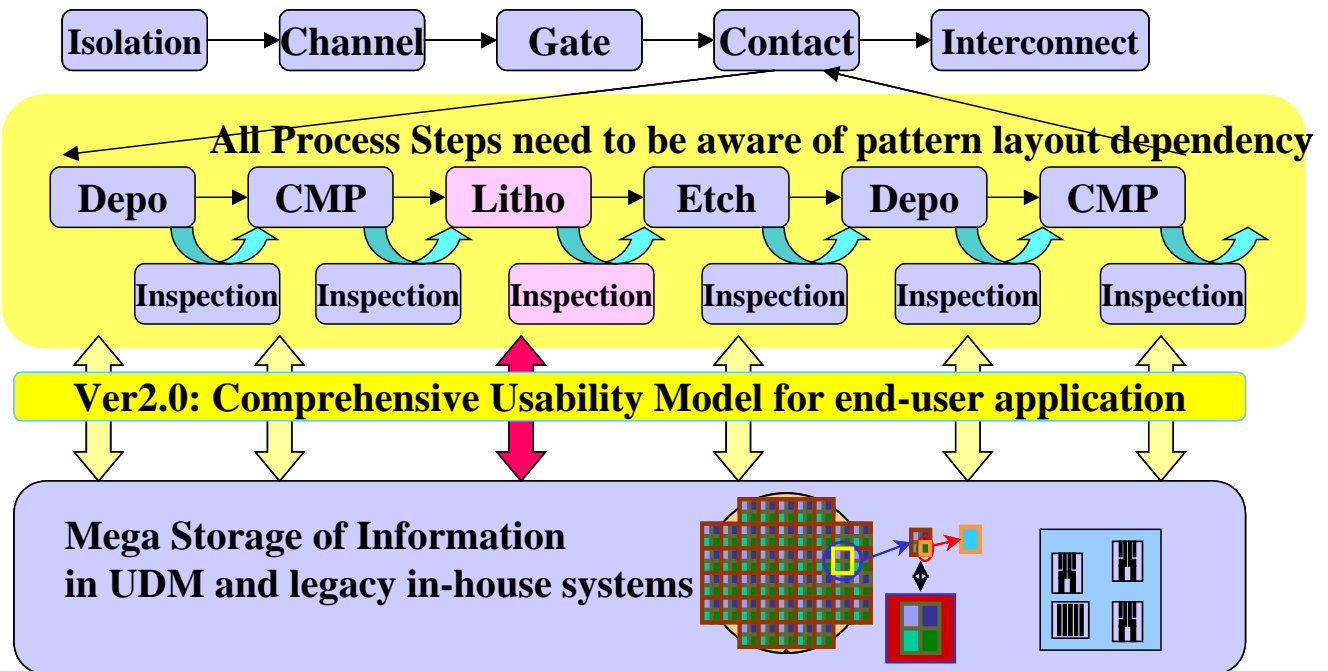 Isolation
Channel
Gate
Contact
Interconnect
All Process Steps need to be aware of pattern layout dependency
Depo
CMP
Litho
Etch
Depo
CMP
Inspection
Inspection
Inspection
Inspection
Inspection
Inspection
Ver2.0: Comprehensive Usability Model for end-user application
Mega Storage of Information
in UDM and legacy in-house systems